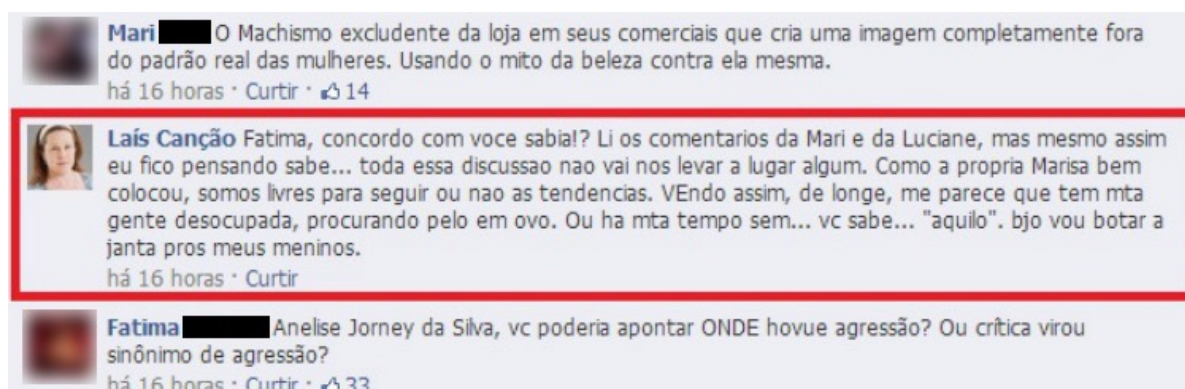 Mari O Machismo excludente da loja em seus comerciais que cria uma imagem completamente fora
do padrão real das mulheres. Usando o mito da beleza contra ela mesma.
há 16 horas · Curtir · 14
Laís Canção Fatima, concordo com voce sabia!? Li os comentarios da Mari e da Luciane, mas mesmo assim
eu fico pensando sabe... toda essa discussao nao vai nos levar a lugar algum. Como a propria Marisa bem
colocou, somos livres para seguir ou nao as tendencias. VEndo assim, de longe, me parece que tem mta
gente desocupada, procurando pelo em ovo. Ou ha mta tempo sem... vc sabe... "aquilo". bjo vou botar a
janta pros meus meninos.
há 16 horas · Curtir
Fatima Anelise Jorney da Silva, vc poderia apontar ONDE hovue agressão? Ou crítica virou
sinônimo de agressão?
há 16 horas · Curtir · 33